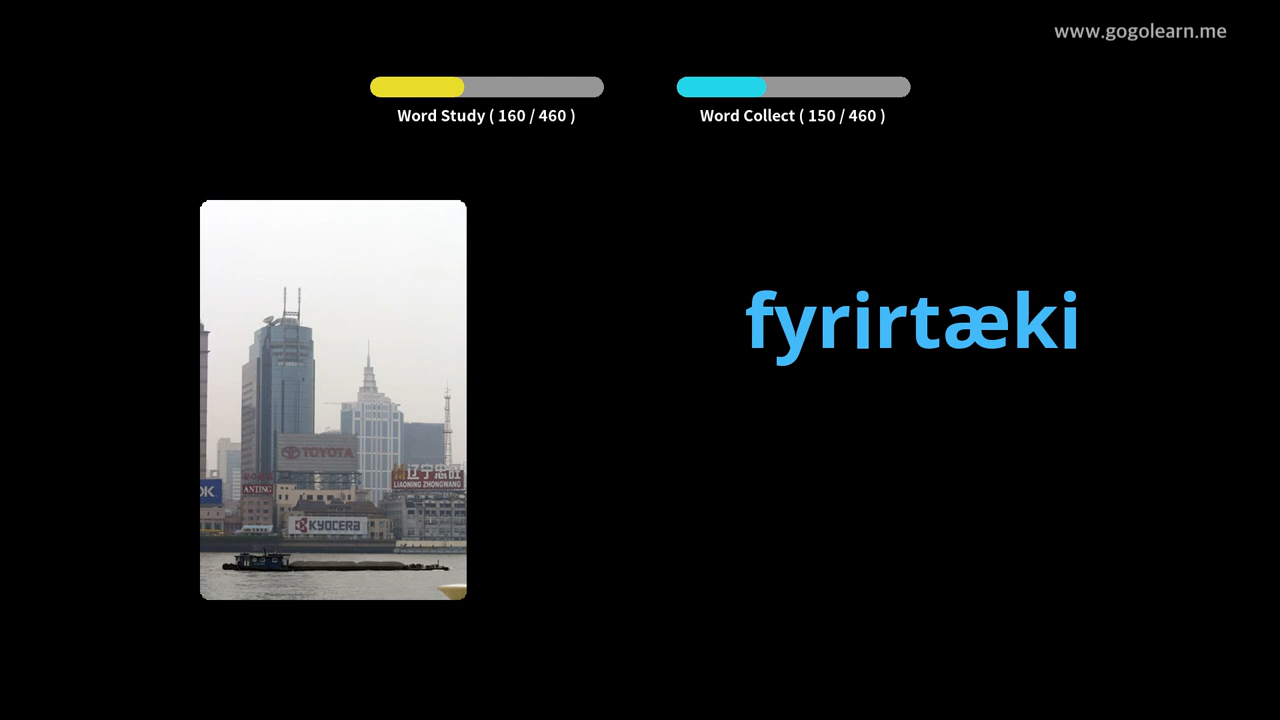 www.gogolearn.me
Word Study ( 160 / 460 )
Word Collect ( 150 / 460 )
fyrirtæki
TOYOTA
辽宁忠旺
LIAONING ZHONGWANG
OK
ANTING
KYOCERA